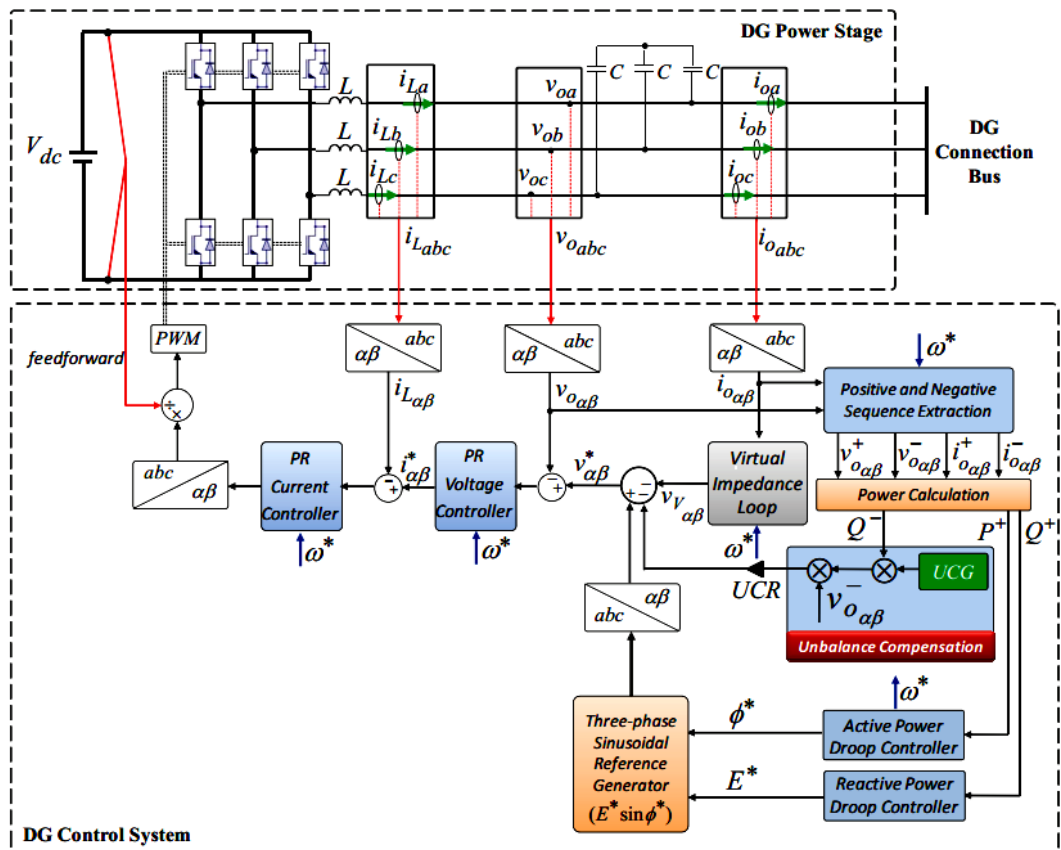 DG Power Stage
V_dc
L
L
L
i_La
i_Lb
i_Lc
v_oa
v_ob
v_oc
C
C
C
i_oa
i_ob
i_oc
DG
Connection
Bus
i_Labc
v_oabc
i_oabc
PWM
feedforward
÷
×
abc
αβ
abc
αβ
abc
αβ
i_Lαβ
v_oαβ
i_oαβ
ω*
Positive and Negative
Sequence Extraction
v⁺_oαβ
v⁻_oαβ
i⁺_oαβ
i⁻_oαβ
abc
αβ
PR
Current
Controller
ω*
- +
i*_αβ
PR
Voltage
Controller
ω*
- +
v*_αβ
+ - -
v_Vαβ
Virtual
Impedance
Loop
ω*
Power Calculation
Q⁻
P⁺
Q⁺
UCR
UCG
v⁻_oαβ
Unbalance Compensation
αβ
abc
ω*
Three-phase
Sinusoidal
Reference
Generator
(E* sin ϕ*)
ϕ*
Active Power
Droop Controller
E*
Reactive Power
Droop Controller
DG Control System